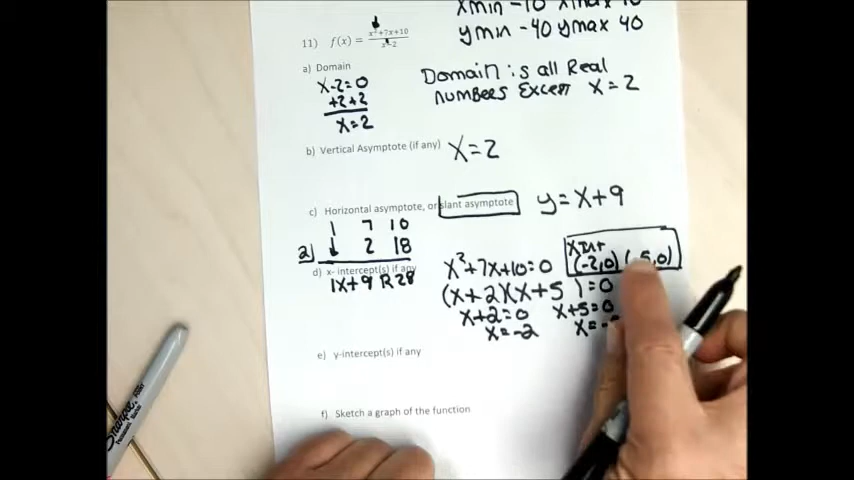 xmin -10 xmax 10
ymin -40 ymax 40
11) f(x) = x²+7x+10
x-2
a) Domain
x-2=0
+2 +2
x=2
Domain is all Real
numbers Except x=2
b) Vertical Asymptote (if any) x=2
c) Horizontal asymptote, or slant asymptote y=x+9
1 7 10
2| ↓ 2 18
1x+9 R28
d) x- intercept(s) if any
x²+7x+10=0
(x+2)(x+5)=0
x+2=0 x+5=0
x=-2 x=-
x Int
(-2,0) (-5,0)
e) y-intercept(s) if any
f) Sketch a graph of the function
Sharpie